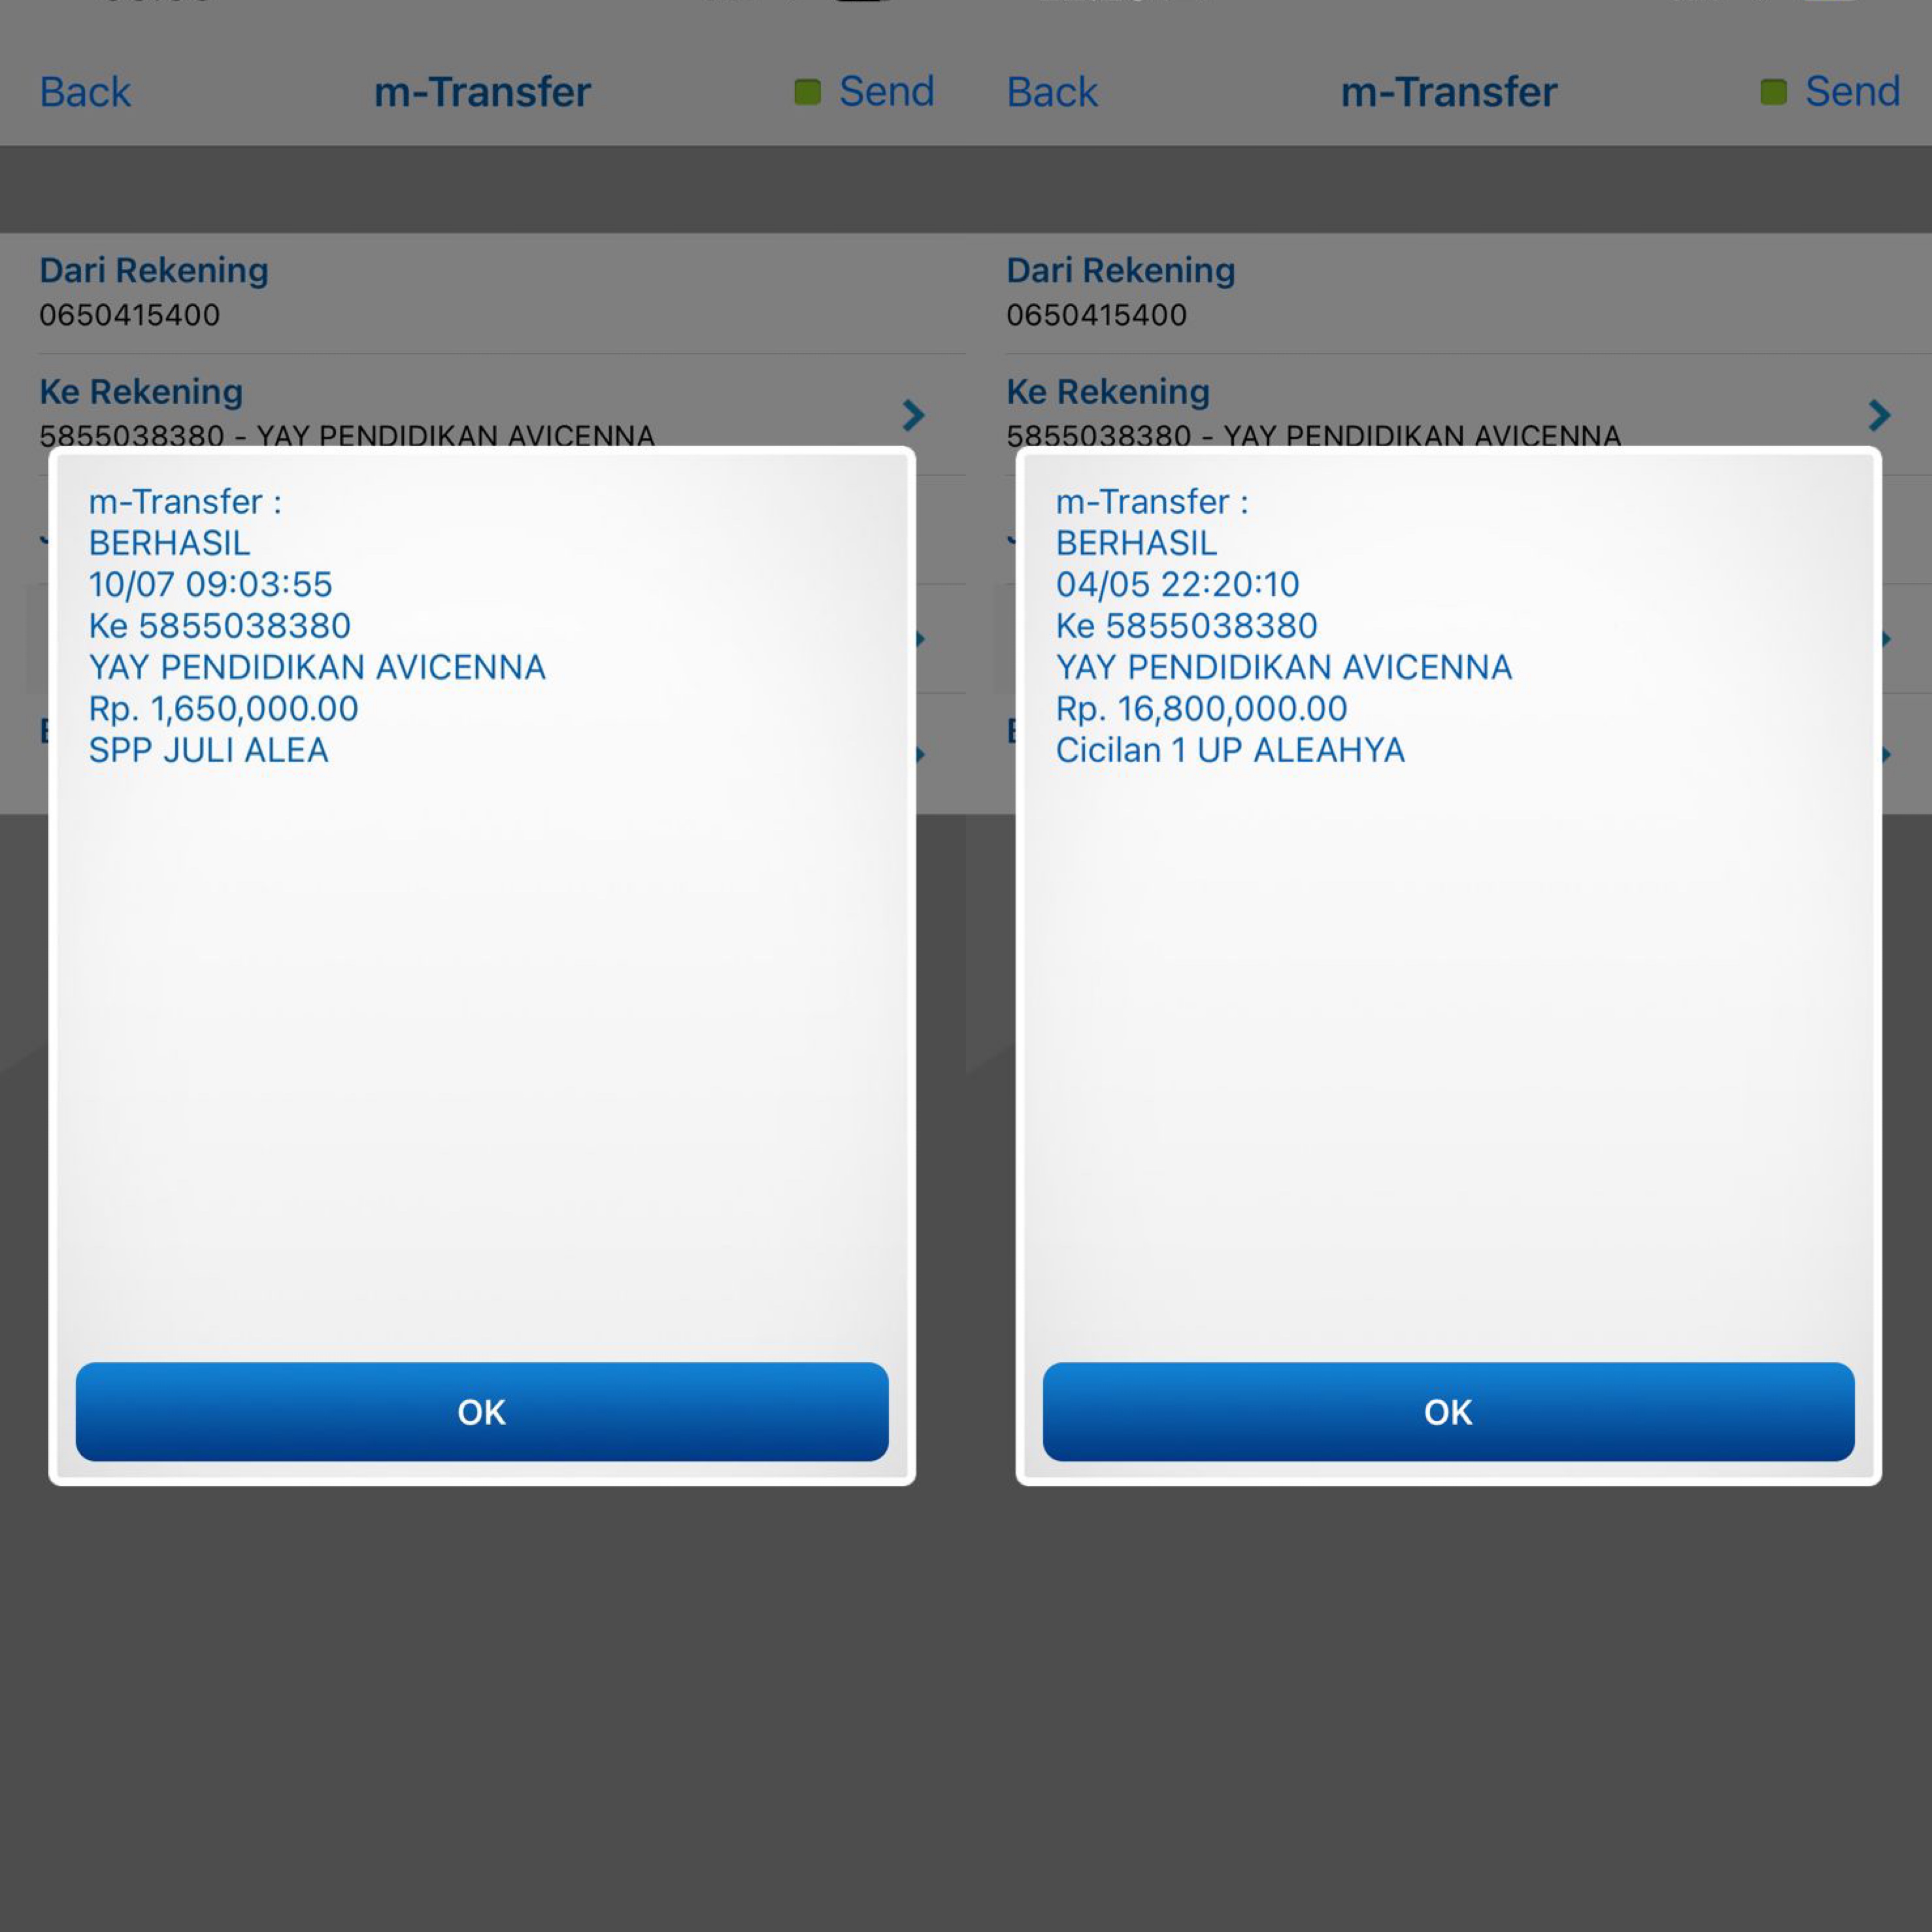 Back m-Transfer Send
Dari Rekening
0650415400
Ke Rekening
5855038380 - YAY PENDIDIKAN AVICENNA
m-Transfer :
BERHASIL
10/07 09:03:55
Ke 5855038380
YAY PENDIDIKAN AVICENNA
Rp. 1,650,000.00
SPP JULI ALEA
OK
Back m-Transfer Send
Dari Rekening
0650415400
Ke Rekening
5855038380 - YAY PENDIDIKAN AVICENNA
m-Transfer :
BERHASIL
04/05 22:20:10
Ke 5855038380
YAY PENDIDIKAN AVICENNA
Rp. 16,800,000.00
Cicilan 1 UP ALEAHYA
OK